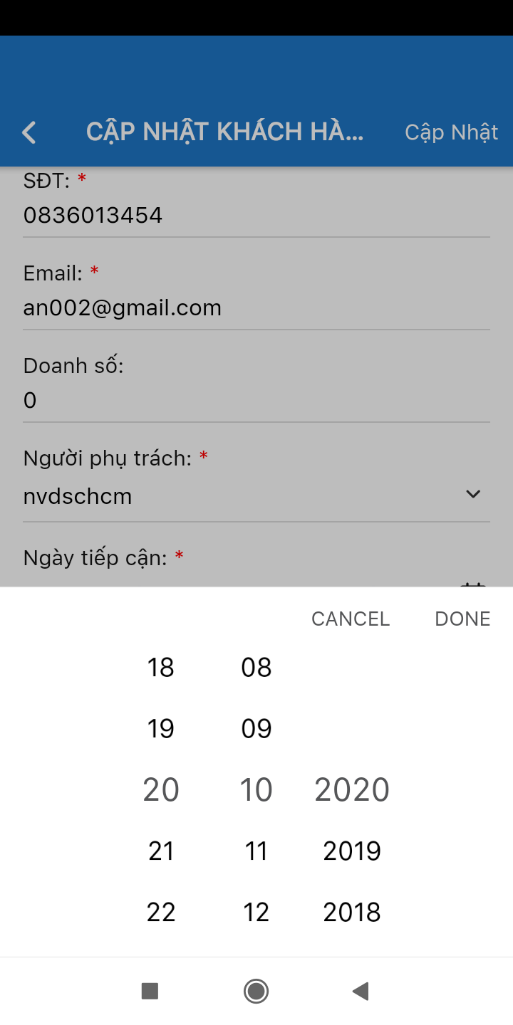 CẬP NHẬT KHÁCH HÀ... Cập Nhật
SĐT: *
0836013454
Email: *
an002@gmail.com
Doanh số:
0
Người phụ trách: *
nvdschcm
Ngày tiếp cận: *
CANCEL DONE
18 08
19 09
20 10 2020
21 11 2019
22 12 2018